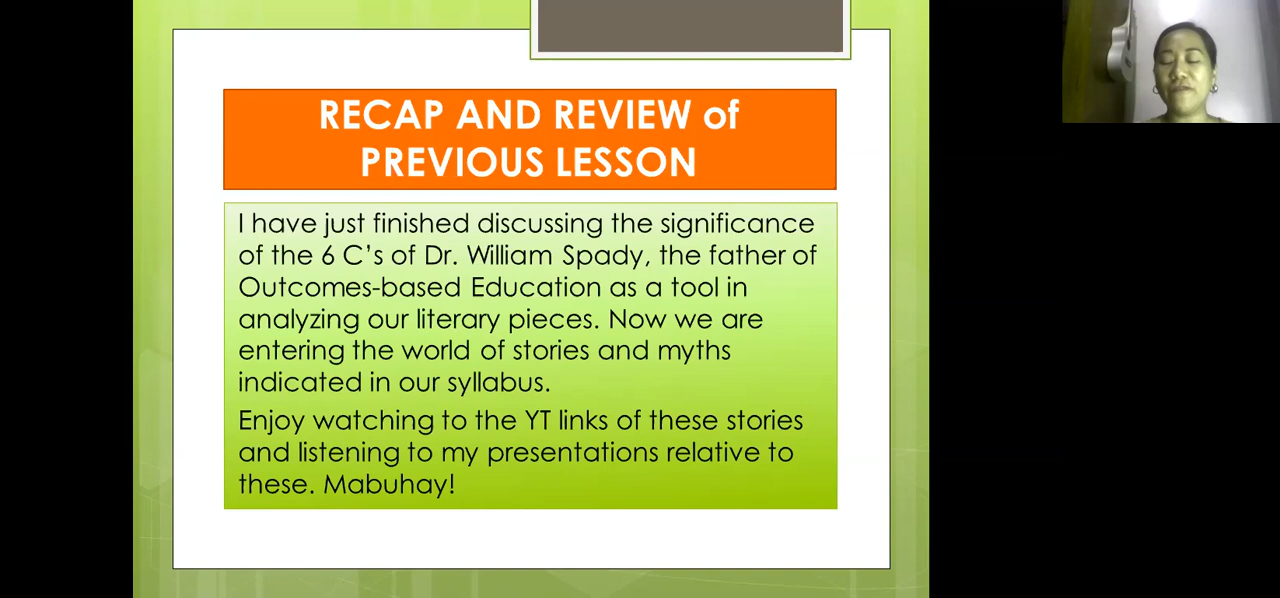 RECAP AND REVIEW of
PREVIOUS LESSON
I have just finished discussing the significance
of the 6 C’s of Dr. William Spady, the father of
Outcomes-based Education as a tool in
analyzing our literary pieces. Now we are
entering the world of stories and myths
indicated in our syllabus.
Enjoy watching to the YT links of these stories
and listening to my presentations relative to
these. Mabuhay!